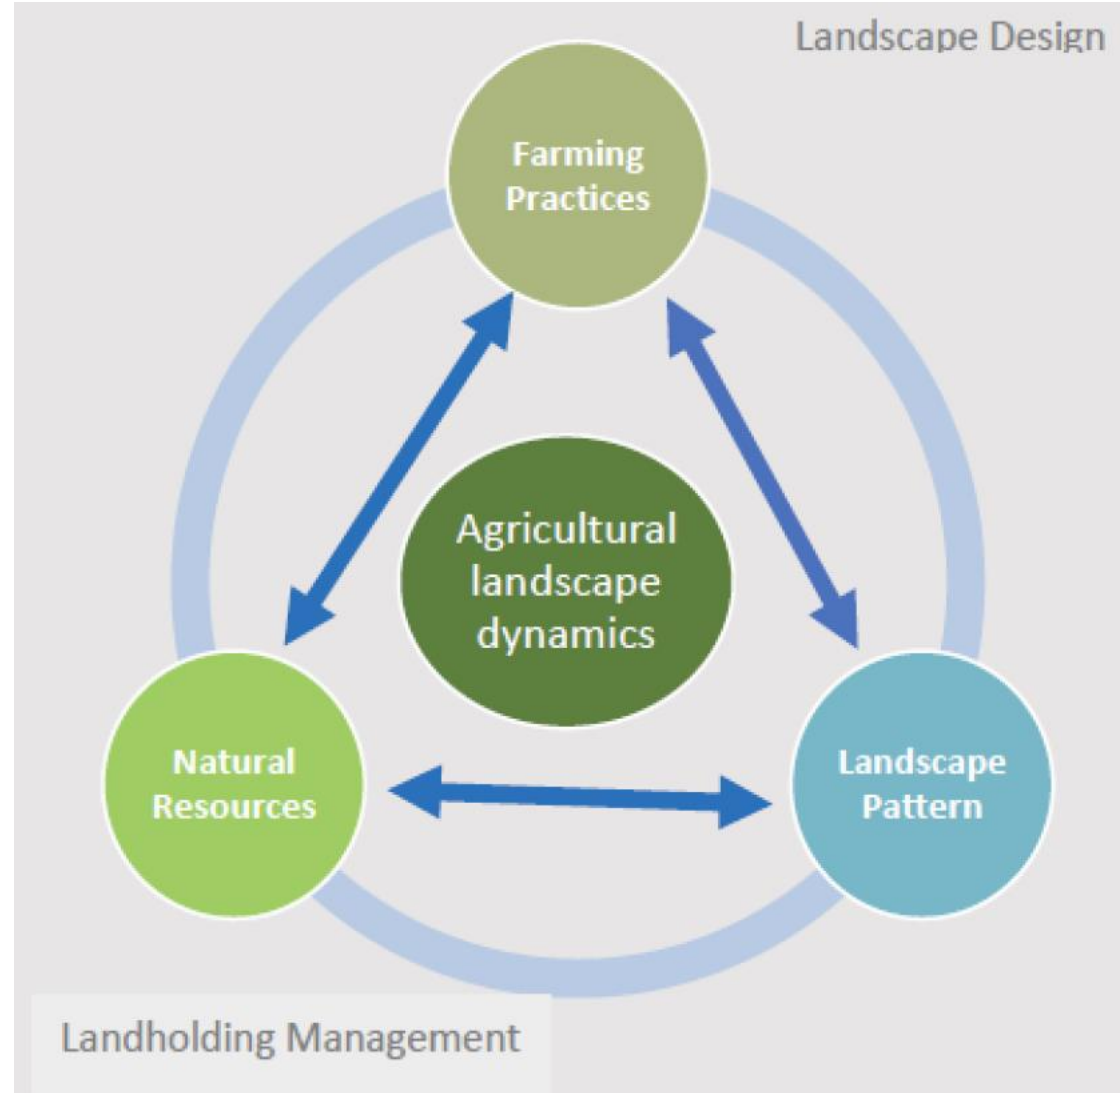 Landscape Design
Farming
Practices
Agricultural
landscape
dynamics
Natural
Resources
Landscape
Pattern
Landholding Management